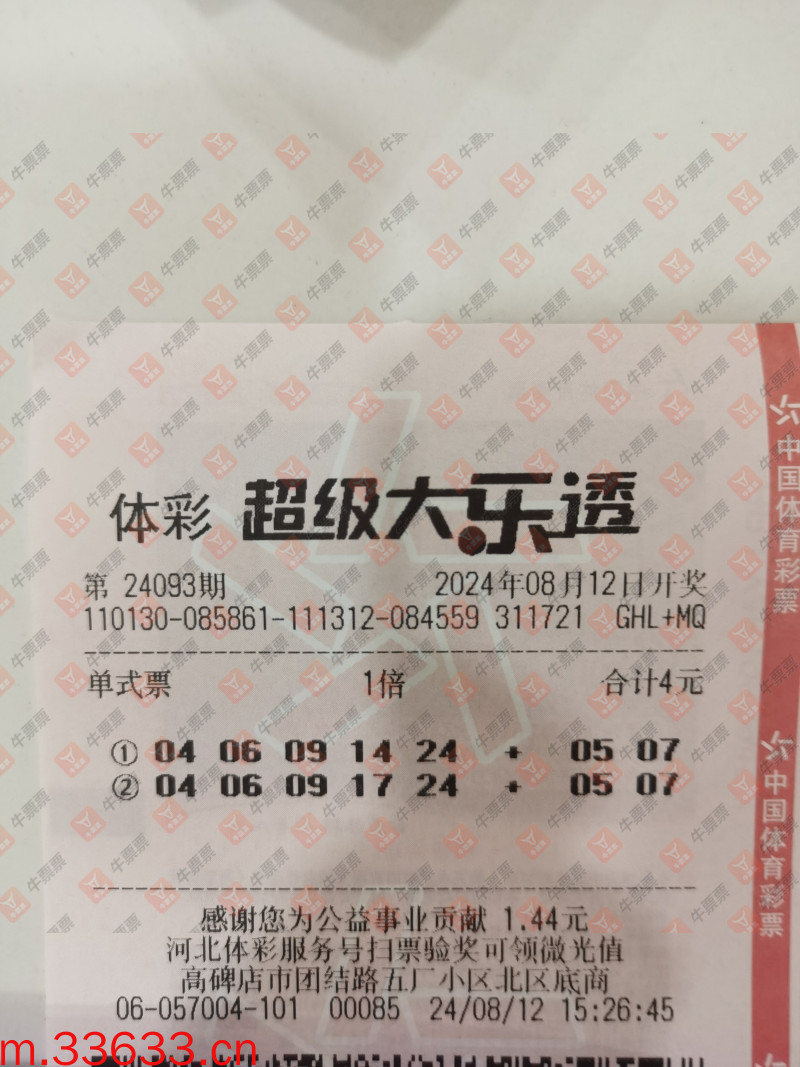 体彩 超级大乐透
第 24093期 2024年08月12日开奖
110130-085861-111312-084559 311721 GHL+MQ
单式票 1倍 合计4元
① 04 06 09 14 24 + 05 07
② 04 06 09 17 24 + 05 07
感谢您为公益事业贡献 1.44元
河北体彩服务号扫票验奖可领微光值
高碑店市团结路五厂小区北区底商
06-057004-101 00085 24/08/12 15:26:45
中国体育彩票
中国体育彩票
牛票票
m.33633.cn